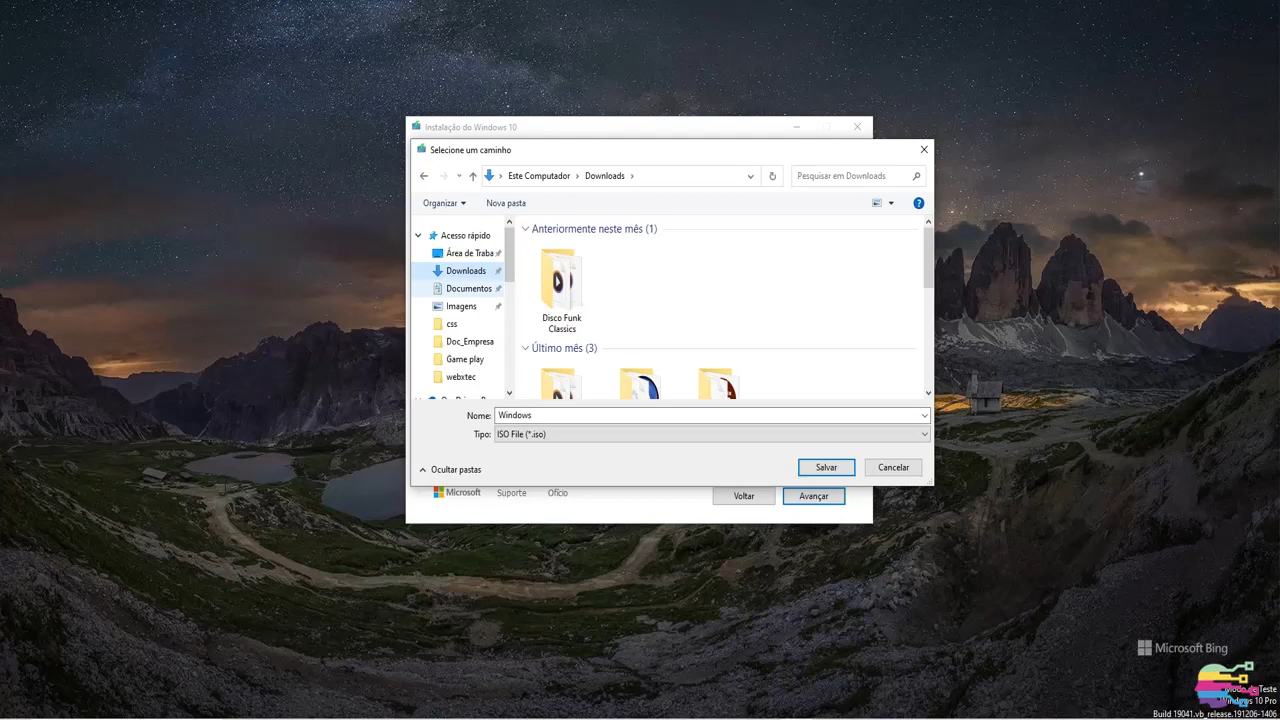 Instalação do Windows 10
Selecione um caminho
Este Computador > Downloads >
Pesquisar em Downloads
Organizar
Nova pasta
Acesso rápido
Área de Traba
Downloads
Documentos
Imagens
css
Doc_Empresa
Game play
webxtec
Anteriormente neste mês (1)
Disco Funk
Classics
Último mês (3)
Nome: Windows
Tipo: ISO File (*.iso)
Ocultar pastas
Salvar
Cancelar
Microsoft
Suporte
Ofício
Voltar
Avançar
Microsoft Bing
de Teste
Windows 10 Pro
Build 19041.vb_release.191206-1406